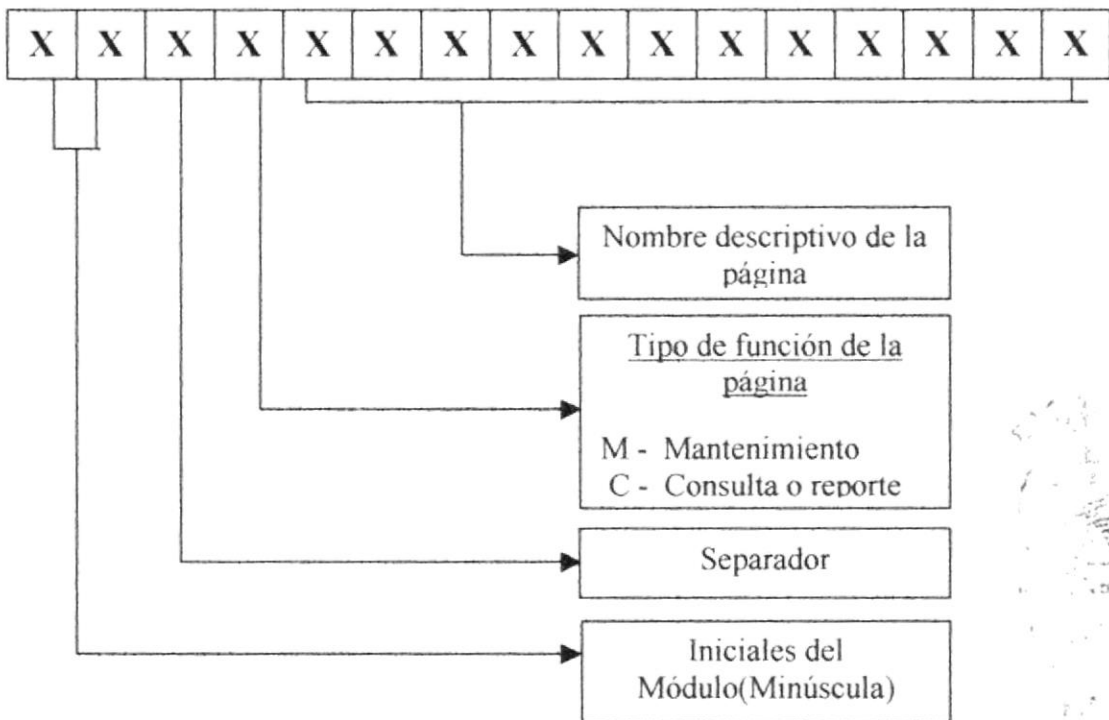 X X X X X X X X X X X X X X X X
Nombre descriptivo de la
página
Tipo de función de la
página
M - Mantenimiento
C - Consulta o reporte
Separador
Iniciales del
Módulo(Minúscula)